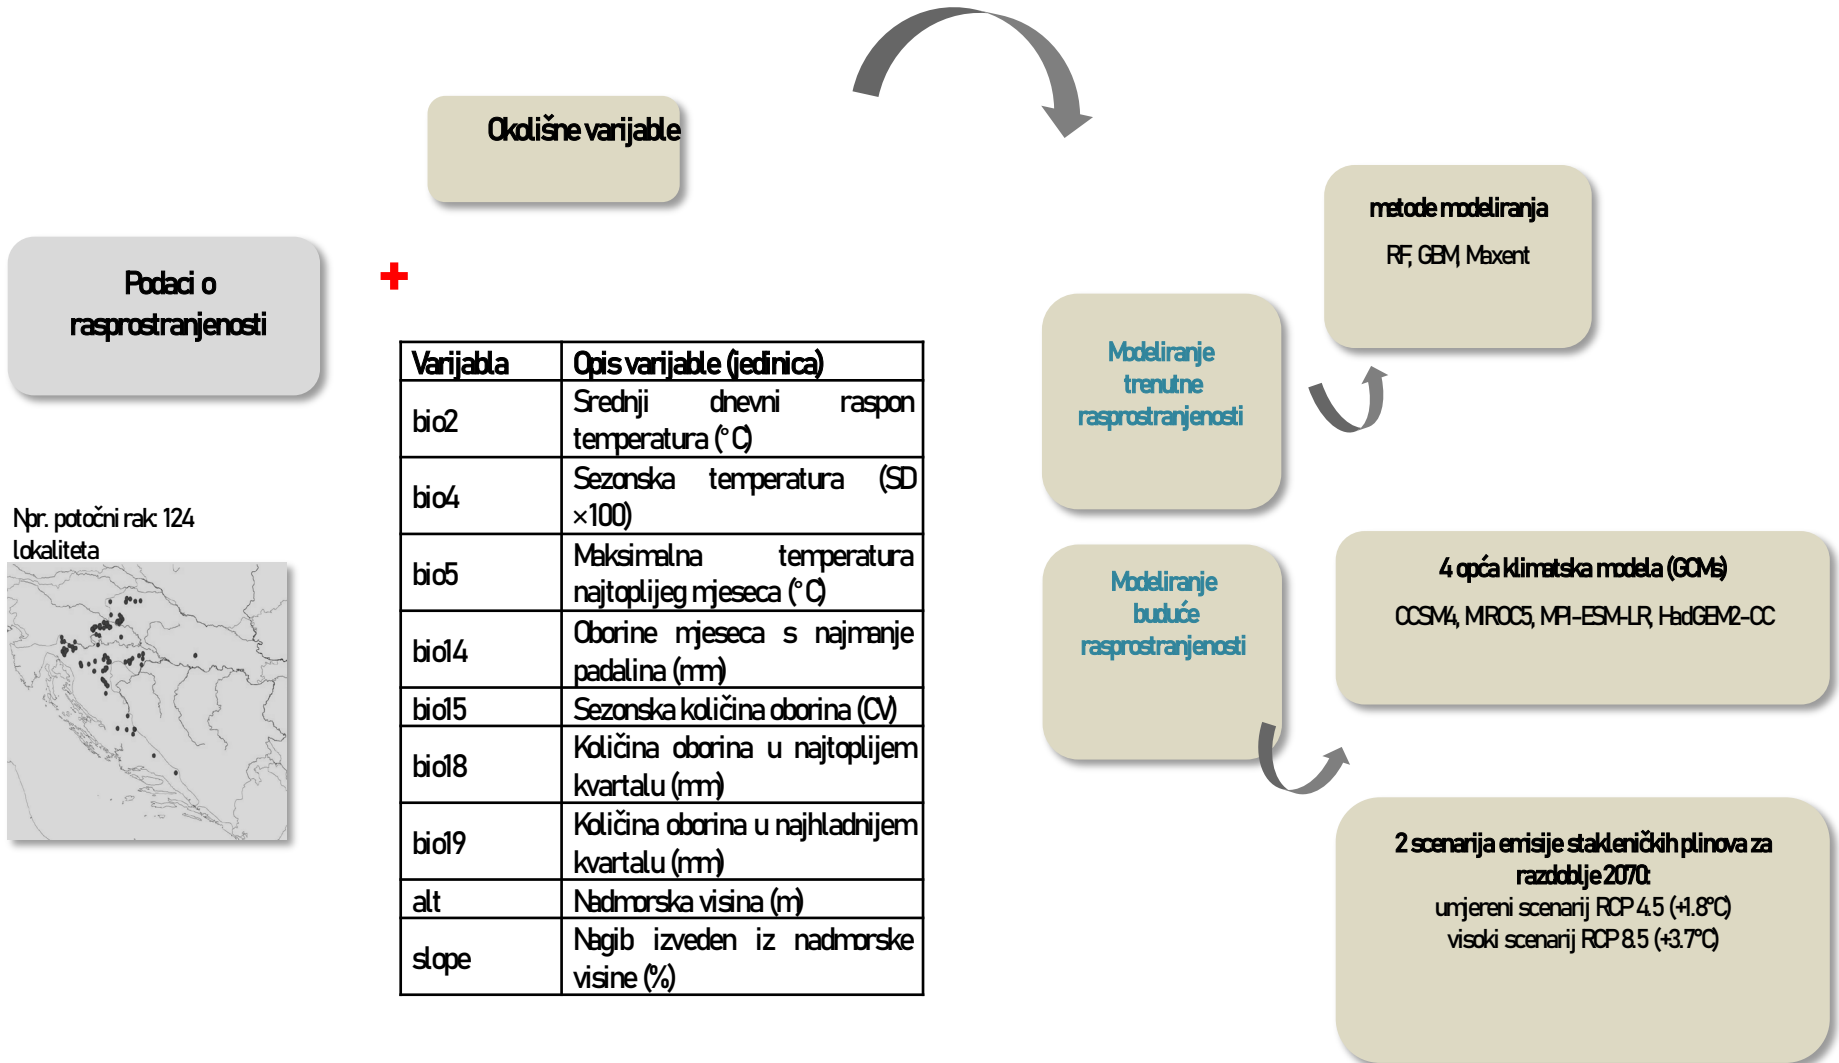 Okolišne varijable
Podaci o
rasprostranjenosti
+
Npr. potočni rak: 124
lokaliteta
Varijabla Opis varijable (jedinica)
bio2 Srednji dnevni raspon
temperatura (°C)
bio4 Sezonska temperatura (SD
×100)
bio5 Maksimalna temperatura
najtoplijeg mjeseca (°C)
bio14 Oborine mjeseca s najmanje
padalina (mm)
bio15 Sezonska količina oborina (CV)
bio18 Količina oborina u najtoplijem
kvartalu (mm)
bio19 Količina oborina u najhladnijem
kvartalu (mm)
alt Nadmorska visina (m)
slope Nagib izveden iz nadmorske
visine (%)
Modeliranje
trenutne
rasprostranjenosti
metode modeliranja
RF, GBM, Maxent
Modeliranje
buduće
rasprostranjenosti
4 opća klimatska modela (GCMs)
CCSM4, MIROC5, MPI-ESM-LR, HadGEM2-CC
2 scenarija emisije stakleničkih plinova za
razdoblje 2070:
umjereni scenarij RCP 4.5 (+1.8°C)
visoki scenarij RCP 8.5 (+3.7°C)